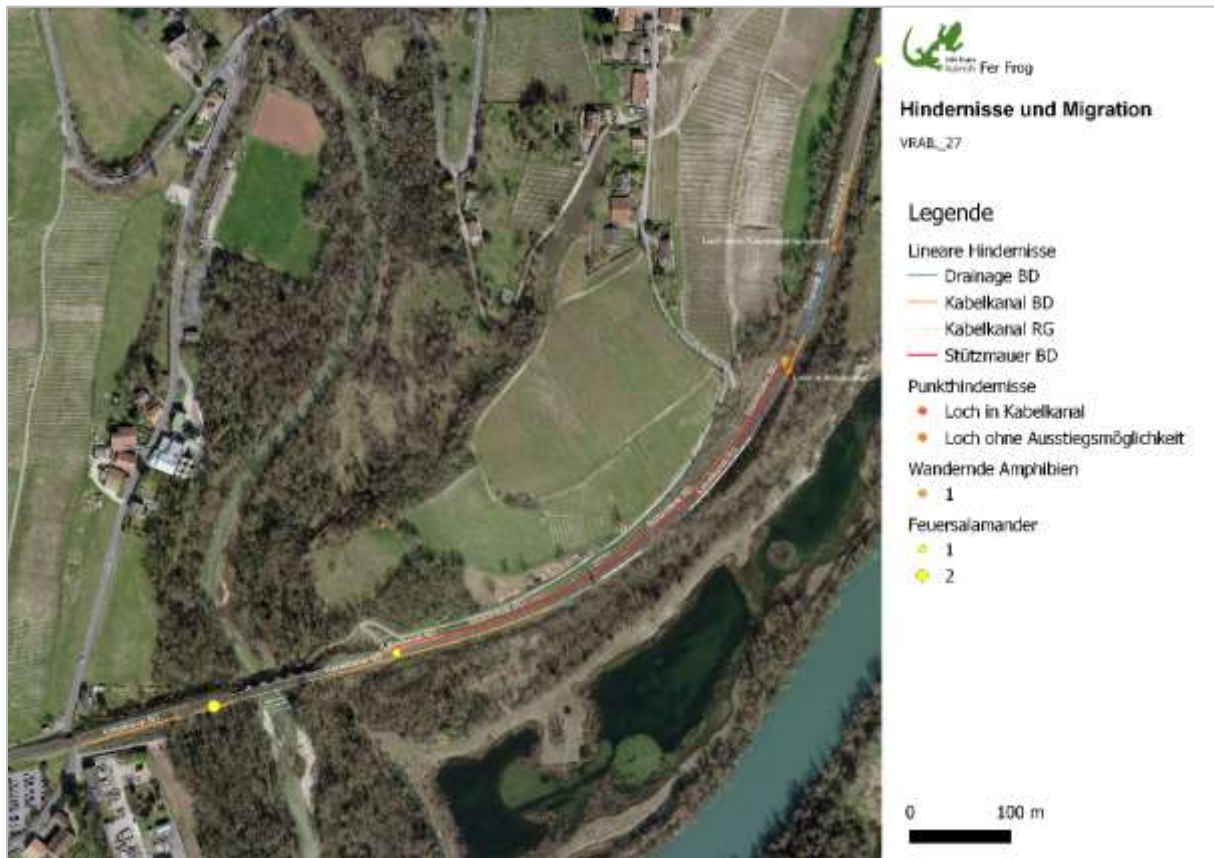 Fer Frog
Hindernisse und Migration
Legende
Lineare Hindernisse
Drainage BD
Kabelkanal BD
Kabelkanal RG
Stützmauer BD
Punkthindernisse
Loch in Kabelkanal
Loch ohne Ausstiegsmöglichkeit
Wandernde Amphibien
1
Feuersalamander
1
2
0 100 m